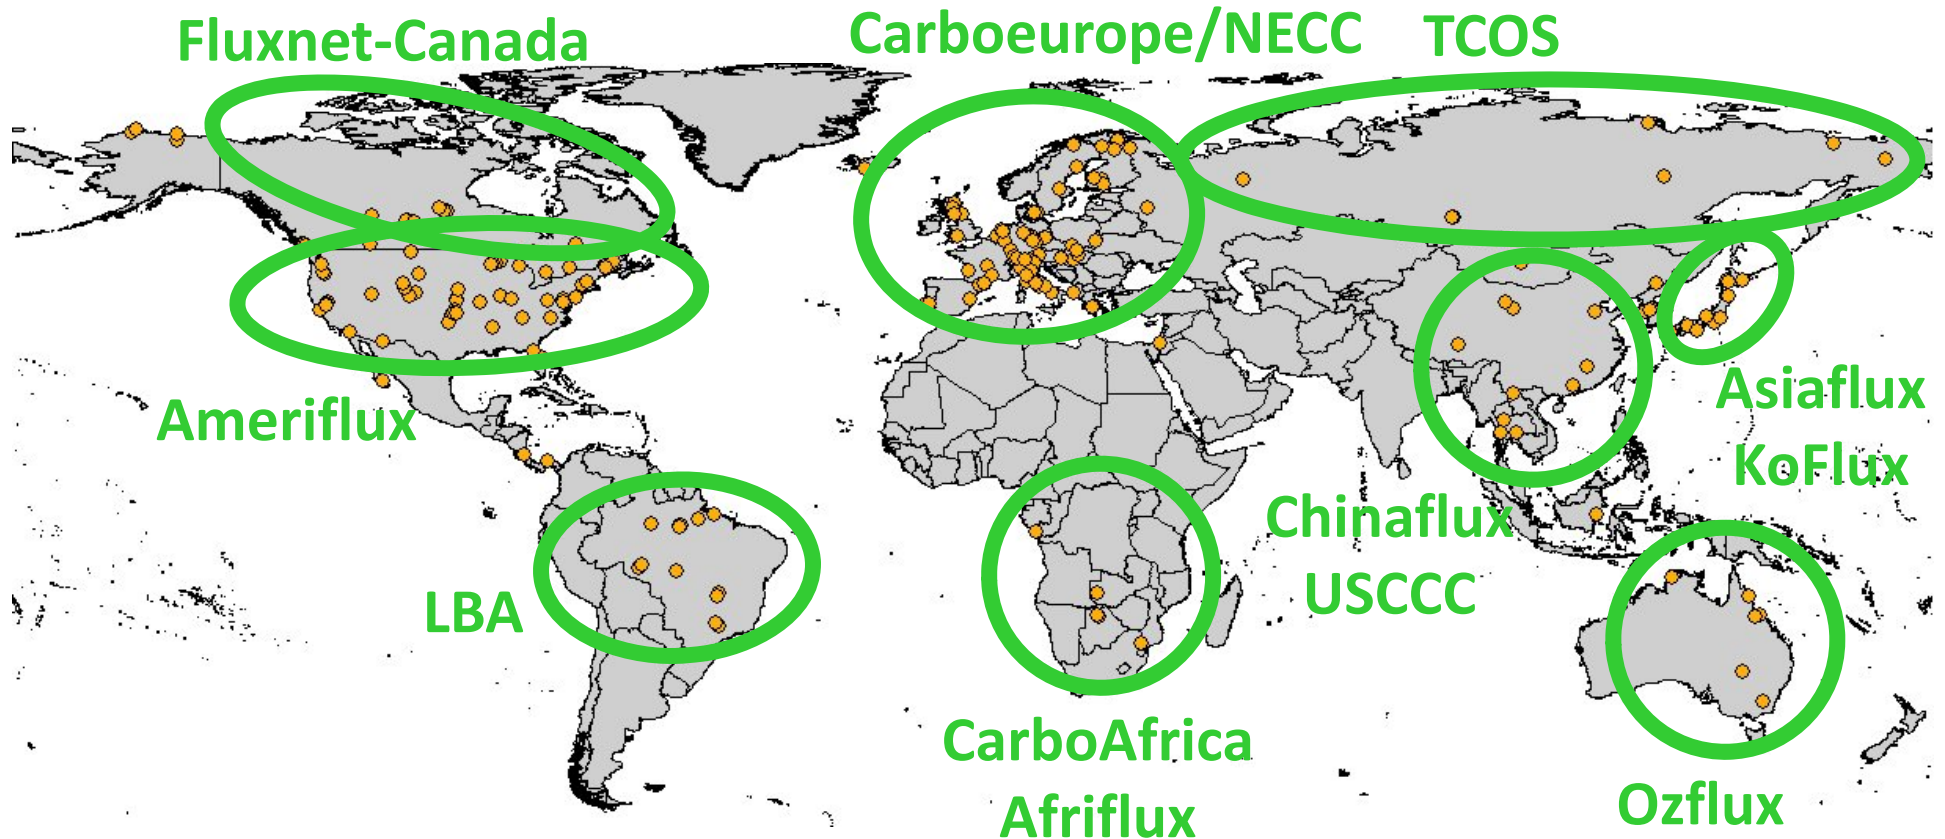 Fluxnet-Canada
Carboeurope/NECC
TCOS
Ameriflux
Asiaflux
KoFlux
Chinaflux
USCCC
LBA
CarboAfrica
Afriflux
Ozflux